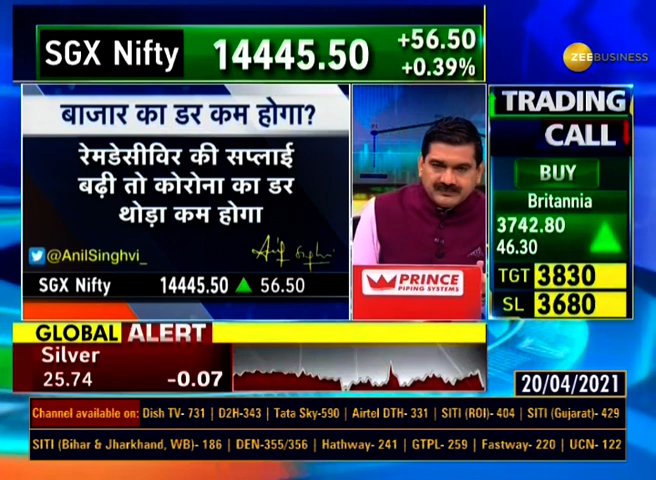 SGX Nifty 14445.50 +56.50
+0.39%
ZEE BUSINESS
बाजार का डर कम होगा?
रेमडेसीविर की सप्लाई
बढ़ी तो कोरोना का डर
थोड़ा कम होगा
@AnilSinghvi_
SGX Nifty 14445.50 ▲ 56.50
PRINCE
PIPING SYSTEMS
TRADING
CALL
BUY
Britannia
3742.80
46.30
TGT 3830
SL 3680
GLOBAL ALERT
Silver
25.74 -0.07
20/04/2021
Channel available on: Dish TV- 731 | D2H-343 | Tata Sky-590 | Airtel DTH- 331 | SITI (ROI)- 404 | SITI (Gujarat)- 429
SITI (Bihar & Jharkhand, WB)- 186 | DEN-355/356 | Hathway- 241 | GTPL- 259 | Fastway- 220 | UCN- 122